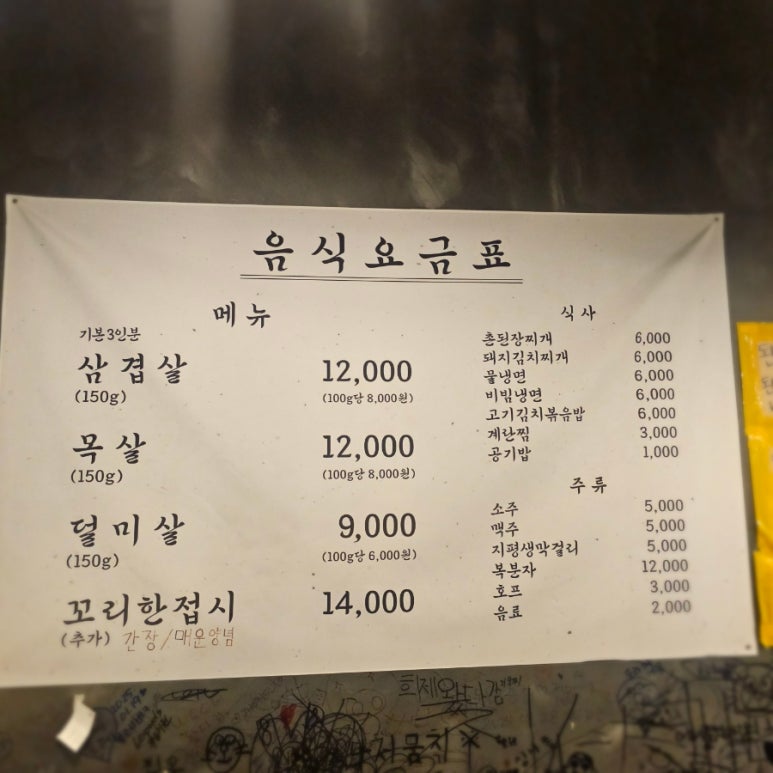 음식요금표
메뉴
기본3인분
삼겹살 12,000
(150g) (100g당 8,000원)
목살 12,000
(150g) (100g당 8,000원)
덜미살 9,000
(150g) (100g당 6,000원)
꼬리한접시 14,000
(추가) 간장/매운양념
식사
촌된장찌개 6,000
돼지김치찌개 6,000
물냉면 6,000
비빔냉면 6,000
고기김치볶음밥 6,000
계란찜 3,000
공기밥 1,000
주류
소주 5,000
맥주 5,000
지평생막걸리 5,000
복분자 12,000
호프 3,000
음료 2,000